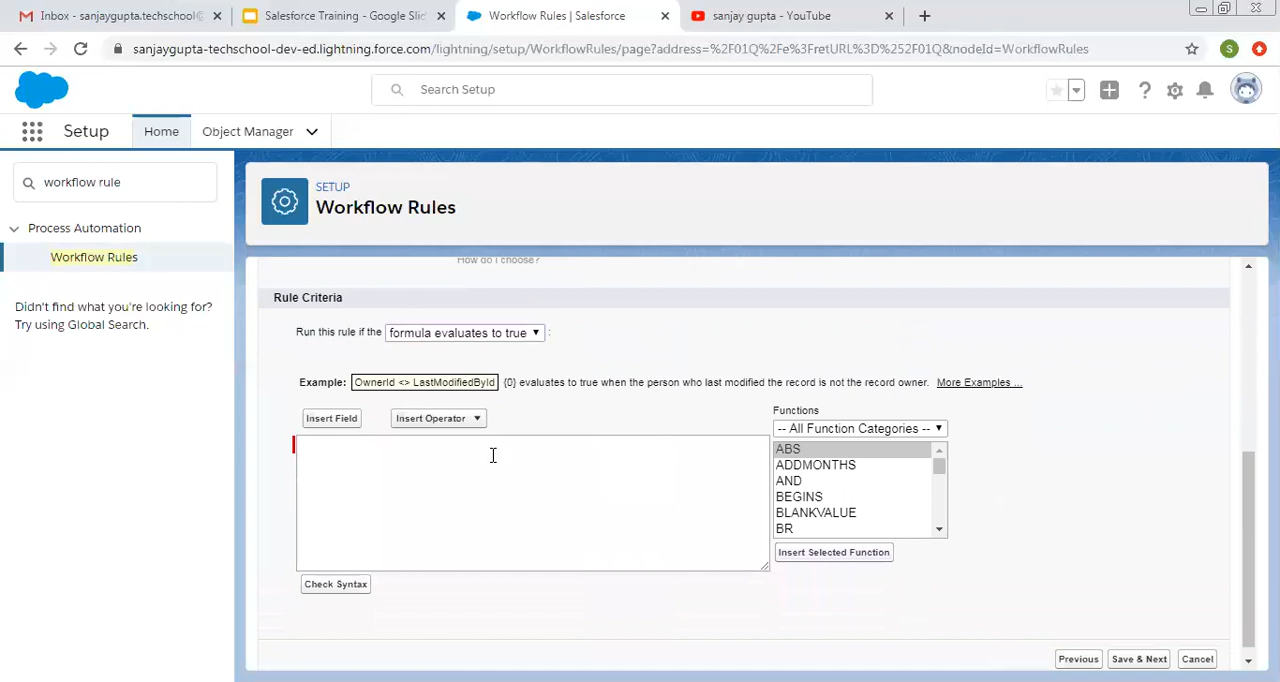 Inbox - sanjaygupta.techschool@
Salesforce Training - Google Slid
Workflow Rules | Salesforce
sanjay gupta - YouTube
sanjaygupta-techschool-dev-ed.lightning.force.com/lightning/setup/WorkflowRules/page?address=%2F01Q%2Fe%3FretURL%3D%252F01Q&nodeId=WorkflowRules
S
Search Setup
Setup
Home
Object Manager
workflow rule
Process Automation
Workflow Rules
Didn't find what you're looking for?
Try using Global Search.
SETUP
Workflow Rules
How do I choose?
Rule Criteria
Run this rule if the formula evaluates to true :
Example: OwnerId <> LastModifiedById {0} evaluates to true when the person who last modified the record is not the record owner. More Examples ...
Functions
Insert Field
Insert Operator
-- All Function Categories --
ABS
ADDMONTHS
AND
BEGINS
BLANKVALUE
BR
Insert Selected Function
Check Syntax
Previous
Save & Next
Cancel